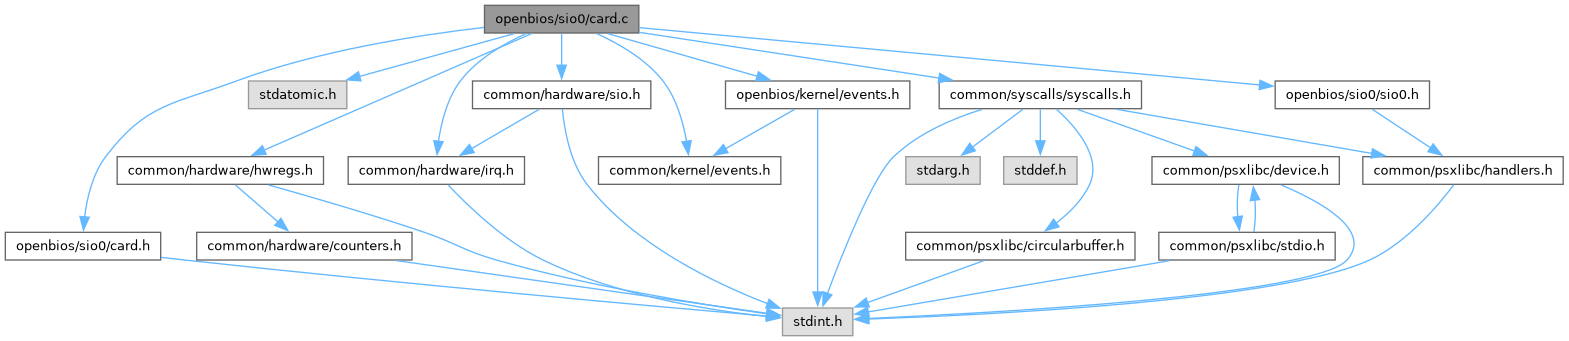 openbios/sio0/card.c
stdatomic.h
common/hardware/sio.h
openbios/kernel/events.h
common/syscalls/syscalls.h
openbios/sio0/sio0.h
common/hardware/hwregs.h
common/hardware/irq.h
common/kernel/events.h
stdarg.h
stddef.h
common/psxlibc/device.h
common/psxlibc/handlers.h
openbios/sio0/card.h
common/hardware/counters.h
common/psxlibc/circularbuffer.h
common/psxlibc/stdio.h
stdint.h